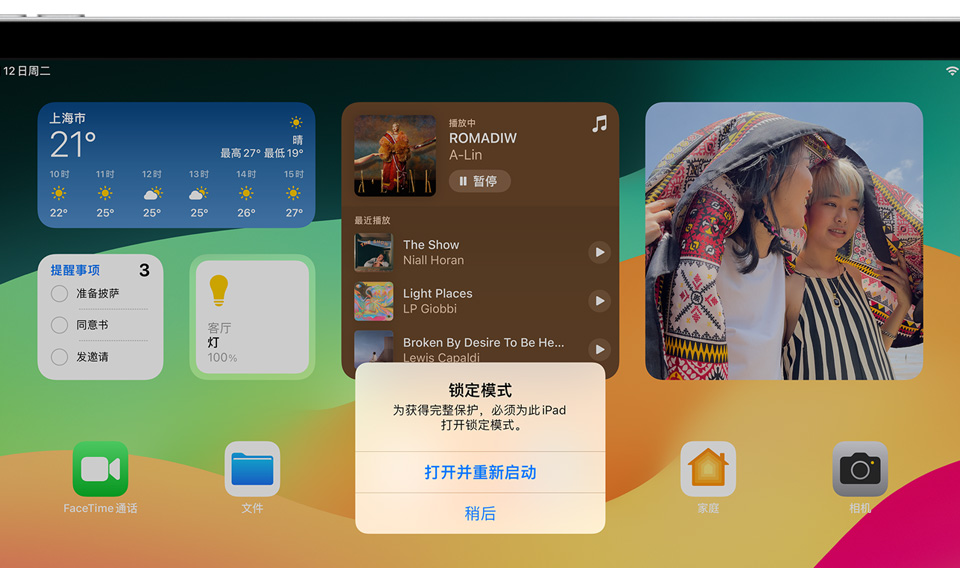 12日周二
上海市
21°
晴
最高27° 最低19°
10时 11时 12时 13时 14时 15时
22° 25° 25° 25° 26° 27°
播放中
ROMADIW
A-Lin
暂停
最近播放
The Show
Niall Horan
Light Places
LP Giobbi
Broken By Desire To Be He...
Lewis Capaldi
提醒事项 3
准备披萨
同意书
发邀请
客厅
灯
100%
锁定模式
为获得完整保护，必须为此 iPad
打开锁定模式。
打开并重新启动
稍后
FaceTime 通话
文件
家庭
相机